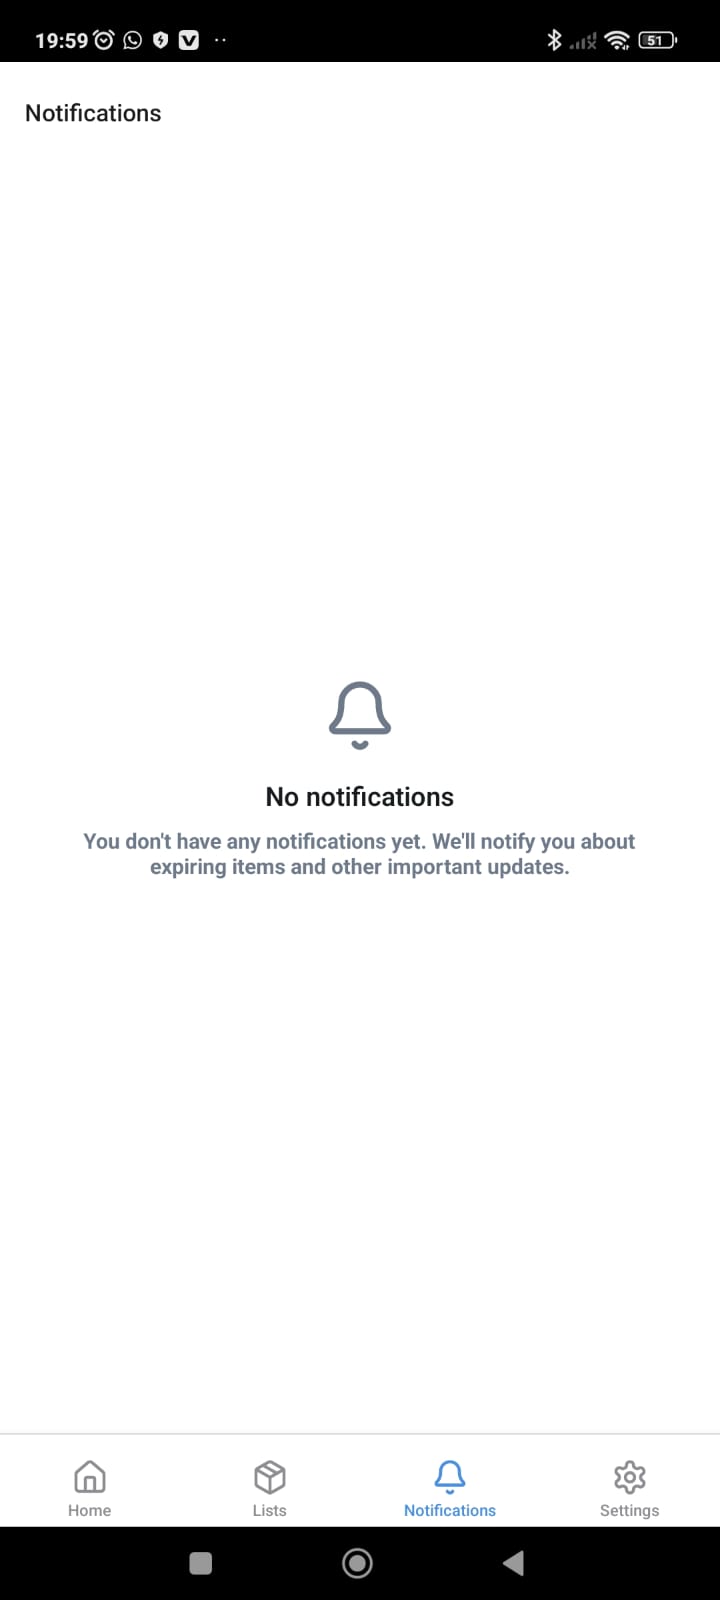 19:59
51
Notifications
No notifications
You don't have any notifications yet. We'll notify you about
expiring items and other important updates.
Home
Lists
Notifications
Settings